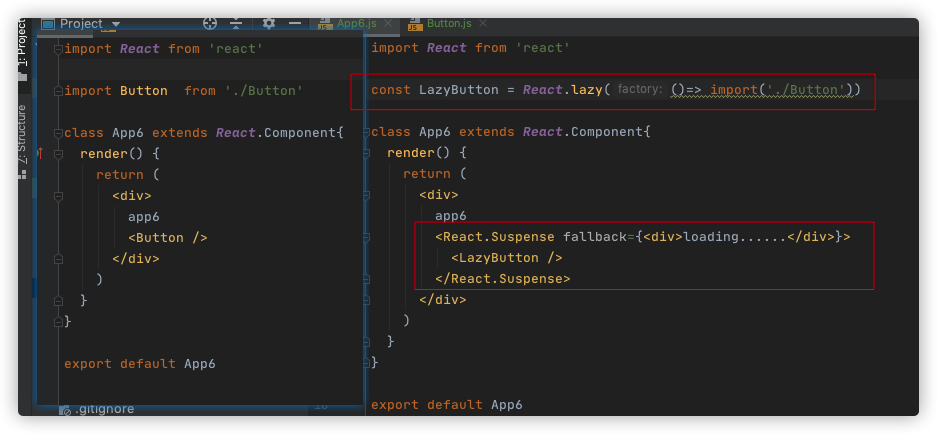 Project
App6.js
Button.js
1: Project
7: Structure
import React from 'react'
import Button  from './Button'
class App6 extends React.Component{
render() {
return (
<div>
app6
<Button />
</div>
)
}
}
export default App6
.gitignore
import React from 'react'
const LazyButton = React.lazy( factory: ()=> import('./Button'))
class App6 extends React.Component{
render() {
return (
<div>
app6
<React.Suspense fallback={<div>loading......</div>}>
<LazyButton />
</React.Suspense>
</div>
)
}
}
export default App6